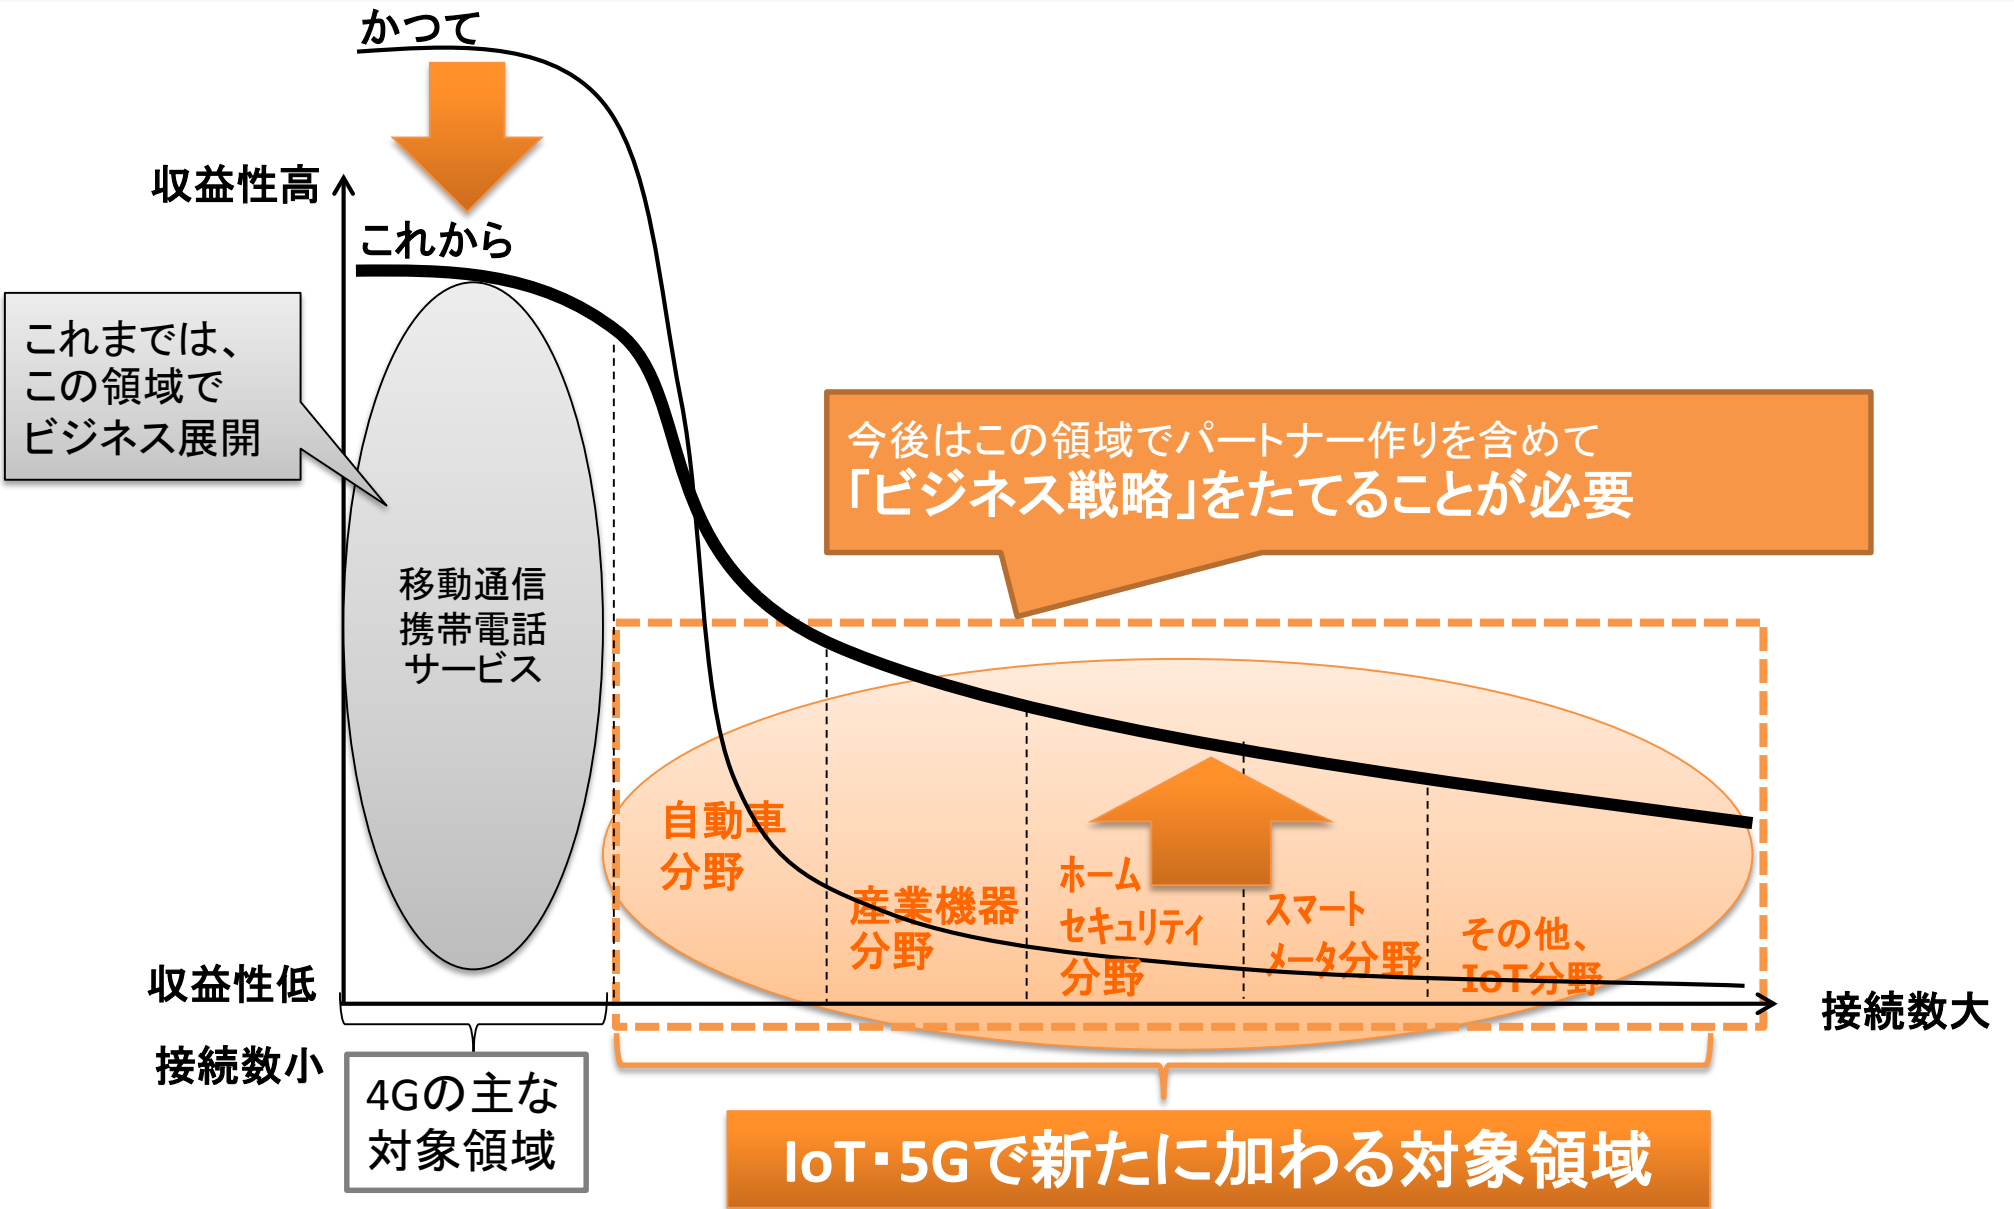 かつて
収益性高
これから
これまでは、
この領域で
ビジネス展開
今後はこの領域でパートナー作りを含めて
「ビジネス戦略」をたてることが必要
移動通信
携帯電話
サービス
自動車
分野
産業機器
分野
ホーム
セキュリティ
分野
スマート
メータ分野
その他、
IoT分野
収益性低
接続数大
接続数小
4Gの主な
対象領域
IoT・5Gで新たに加わる対象領域